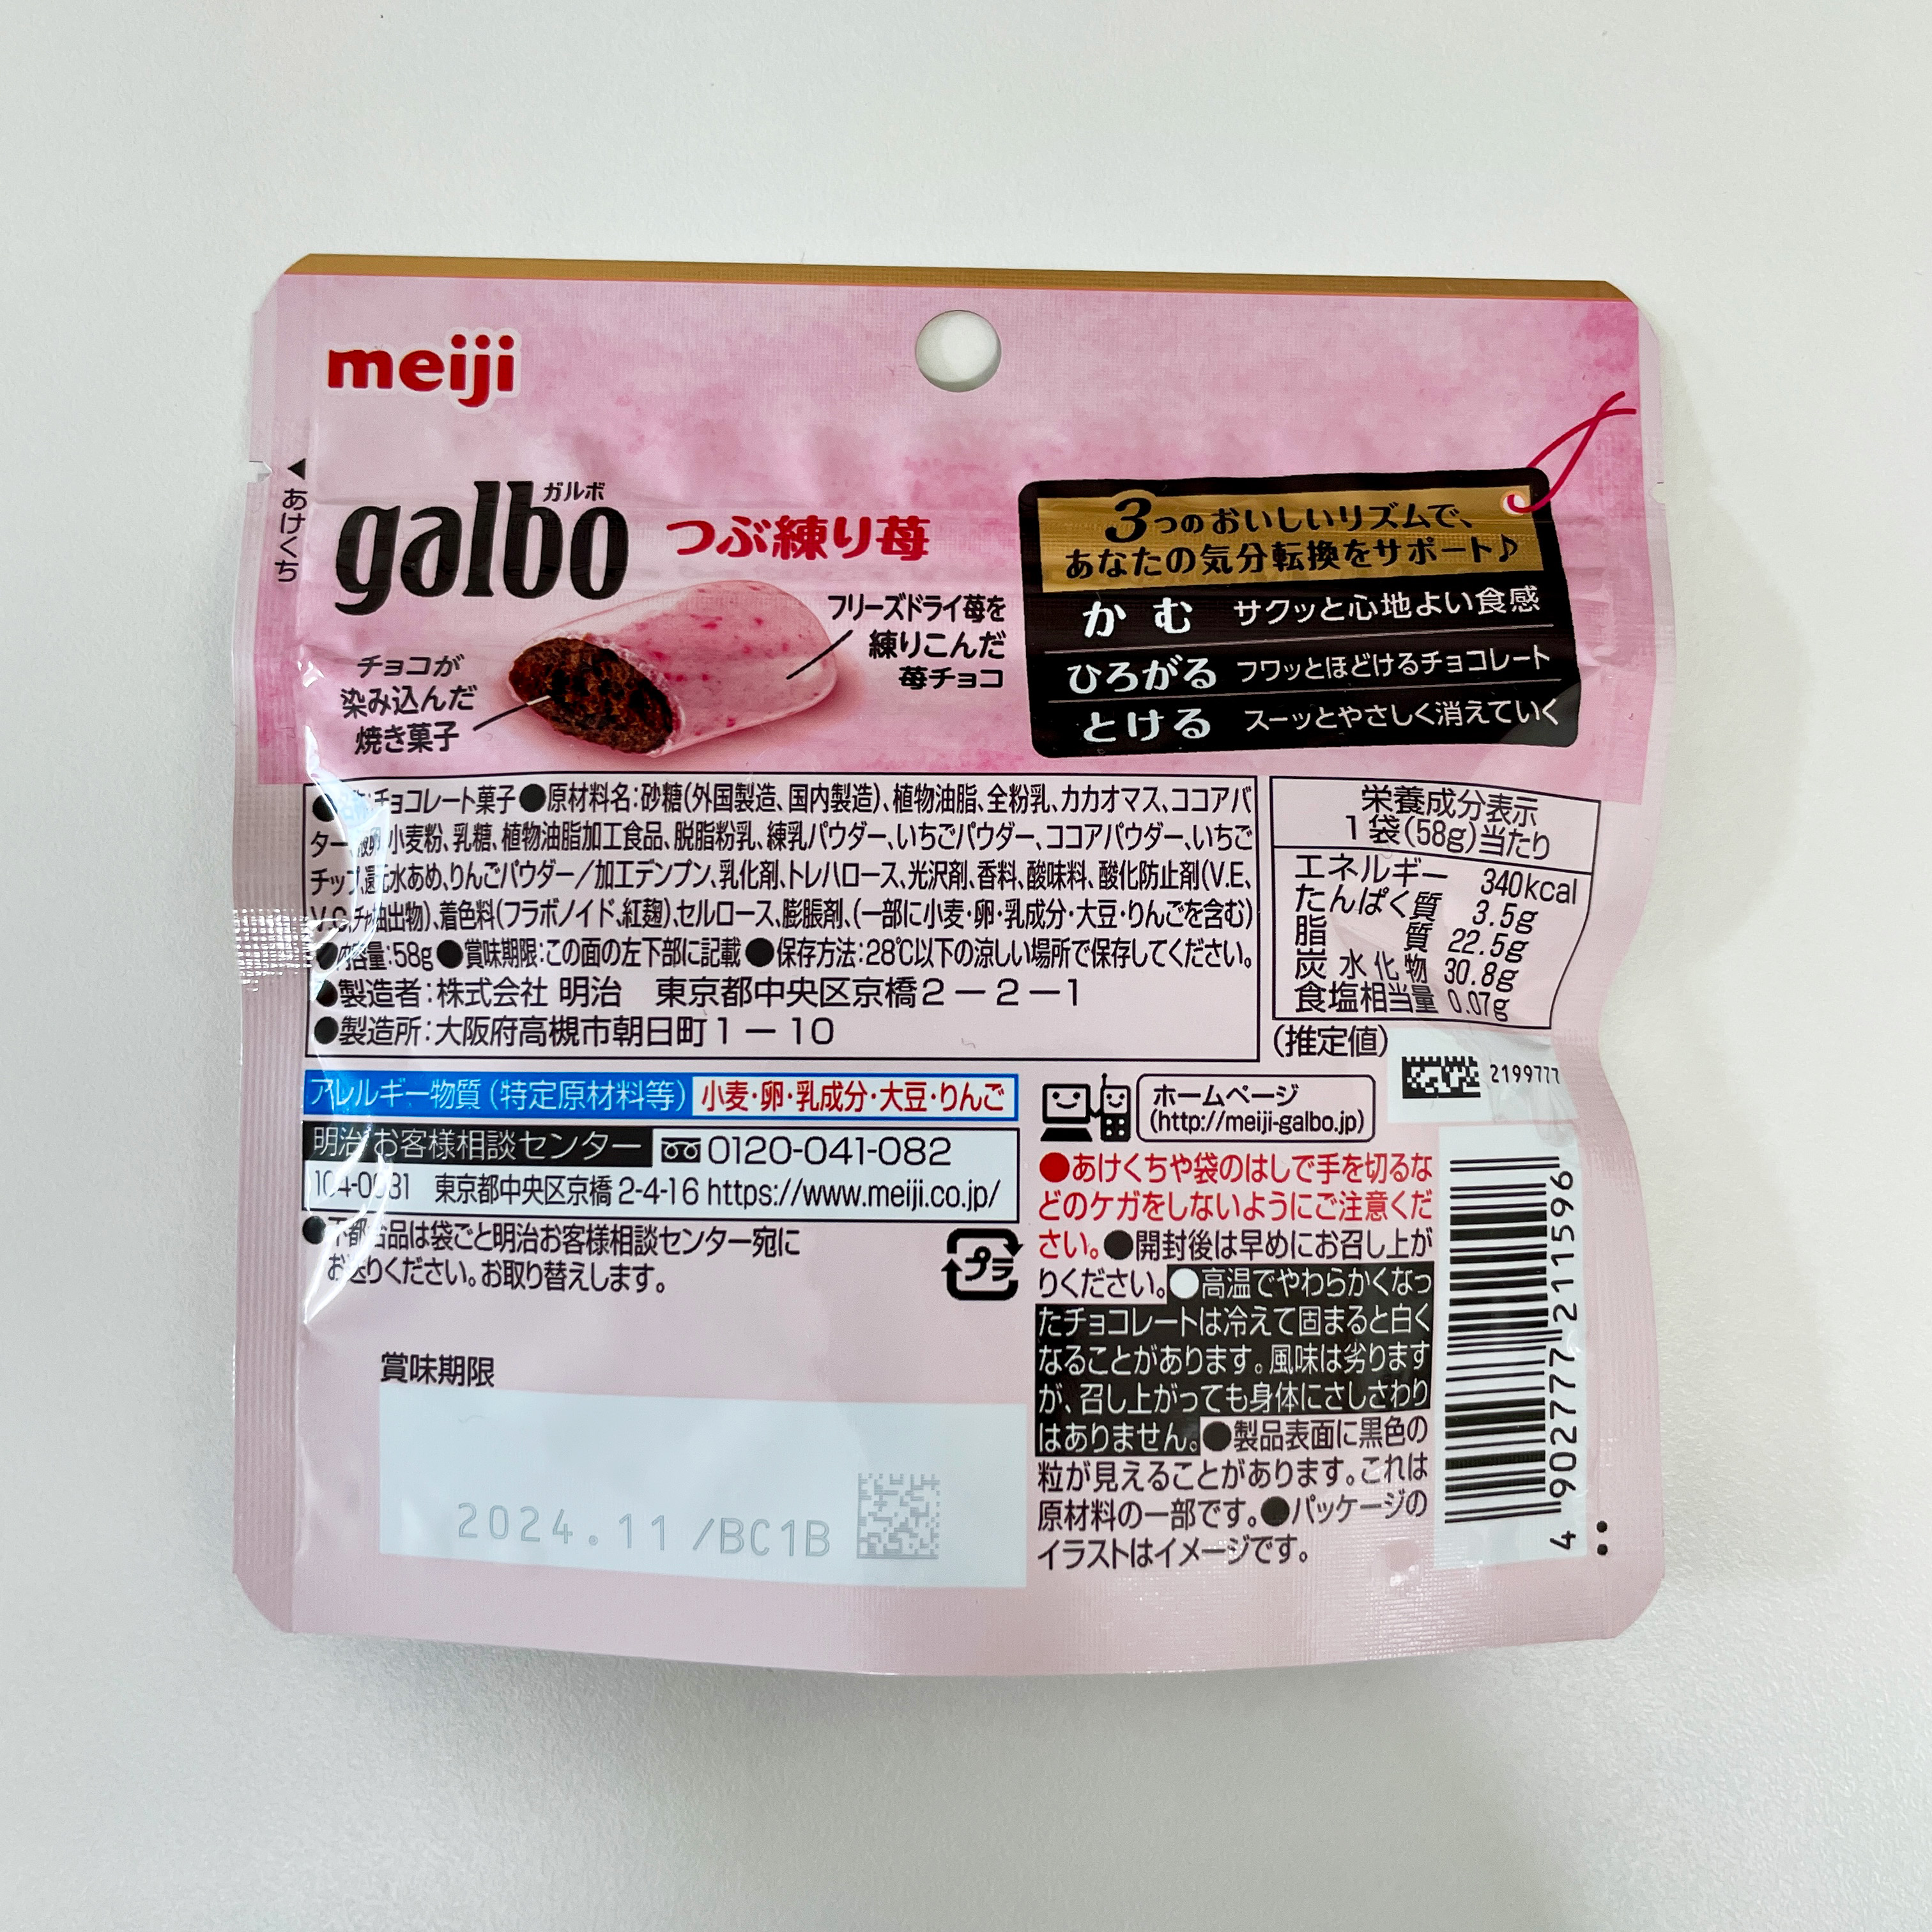 meiji
あけくち
ガルボ
galbo
つぶ練り苺
チョコが
染み込んだ
焼き菓子
フリーズドライ苺を
練りこんだ
苺チョコ
3つのおいしいリズムで、
あなたの気分転換をサポート♪
かむ サクッと心地よい食感
ひろがる フワッとほどけるチョコレート
とける スーッとやさしく消えていく
チョコレート菓子●原材料名:砂糖(外国製造、国内製造)、植物油脂、全粉乳、カカオマス、ココアバ
ター、液卵、小麦粉、乳糖、植物油脂加工食品、脱脂粉乳、練乳パウダー、いちごパウダー、ココアパウダー、いちご
チップ、還元水あめ、りんごパウダー/加工デンプン、乳化剤、トレハロース、光沢剤、香料、酸味料、酸化防止剤(V.E、
V.C、チャ抽出物)、着色料(フラボノイド、紅麹)、セルロース、膨脹剤、(一部に小麦・卵・乳成分・大豆・りんごを含む)
●内容量:58g●賞味期限:この面の左下部に記載●保存方法:28℃以下の涼しい場所で保存してください。
●製造者:株式会社 明治 東京都中央区京橋2-2-1
●製造所:大阪府高槻市朝日町1-10
栄養成分表示
1袋(58g)当たり
エネルギー 340kcal
たんぱく質 3.5g
脂質 22.5g
炭水化物 30.8g
食塩相当量 0.07g
(推定値)
2199777
アレルギー物質(特定原材料等) 小麦・卵・乳成分・大豆・りんご
明治 お客様相談センター 0120-041-082
104-0031 東京都中央区京橋 2-4-16 https://www.meiji.co.jp/
●不都合品は袋ごと明治お客様相談センター宛に
お送りください。お取り替えします。
プラ
ホームページ
(http://meiji-galbo.jp)
●あけくちや袋のはしで手を切るな
どのケガをしないようにご注意くだ
さい。●開封後は早めにお召し上が
りください。●高温でやわらかくなっ
たチョコレートは冷えて固まると白く
なることがあります。風味は劣ります
が、召し上がっても身体にさしさわり
はありません。●製品表面に黒色の
粒が見えることがあります。これは
原材料の一部です。●パッケージの
イラストはイメージです。
4 902777 211596
賞味期限
2024.11 /BC1B